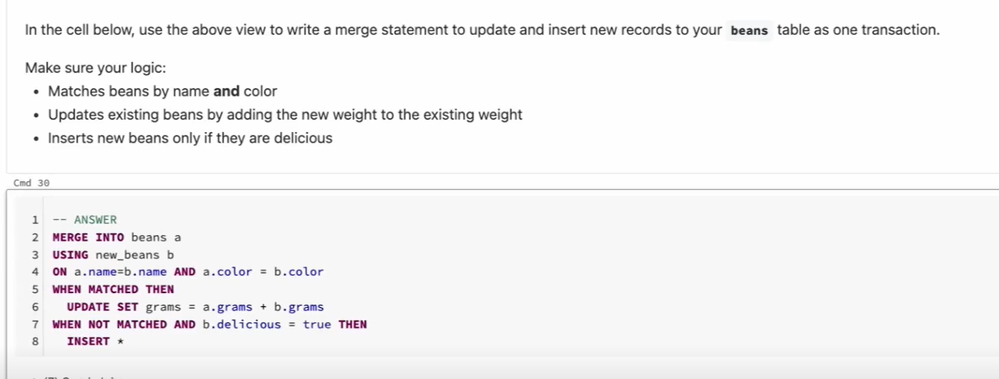 In the cell below, use the above view to write a merge statement to update and insert new records to your beans table as one transaction.
Make sure your logic:
• Matches beans by name and color
• Updates existing beans by adding the new weight to the existing weight
• Inserts new beans only if they are delicious
Cmd 30
1 -- ANSWER
2 MERGE INTO beans a
3 USING new_beans b
4 ON a.name=b.name AND a.color = b.color
5 WHEN MATCHED THEN
6 UPDATE SET grams = a.grams + b.grams
7 WHEN NOT MATCHED AND b.delicious = true THEN
8 INSERT *